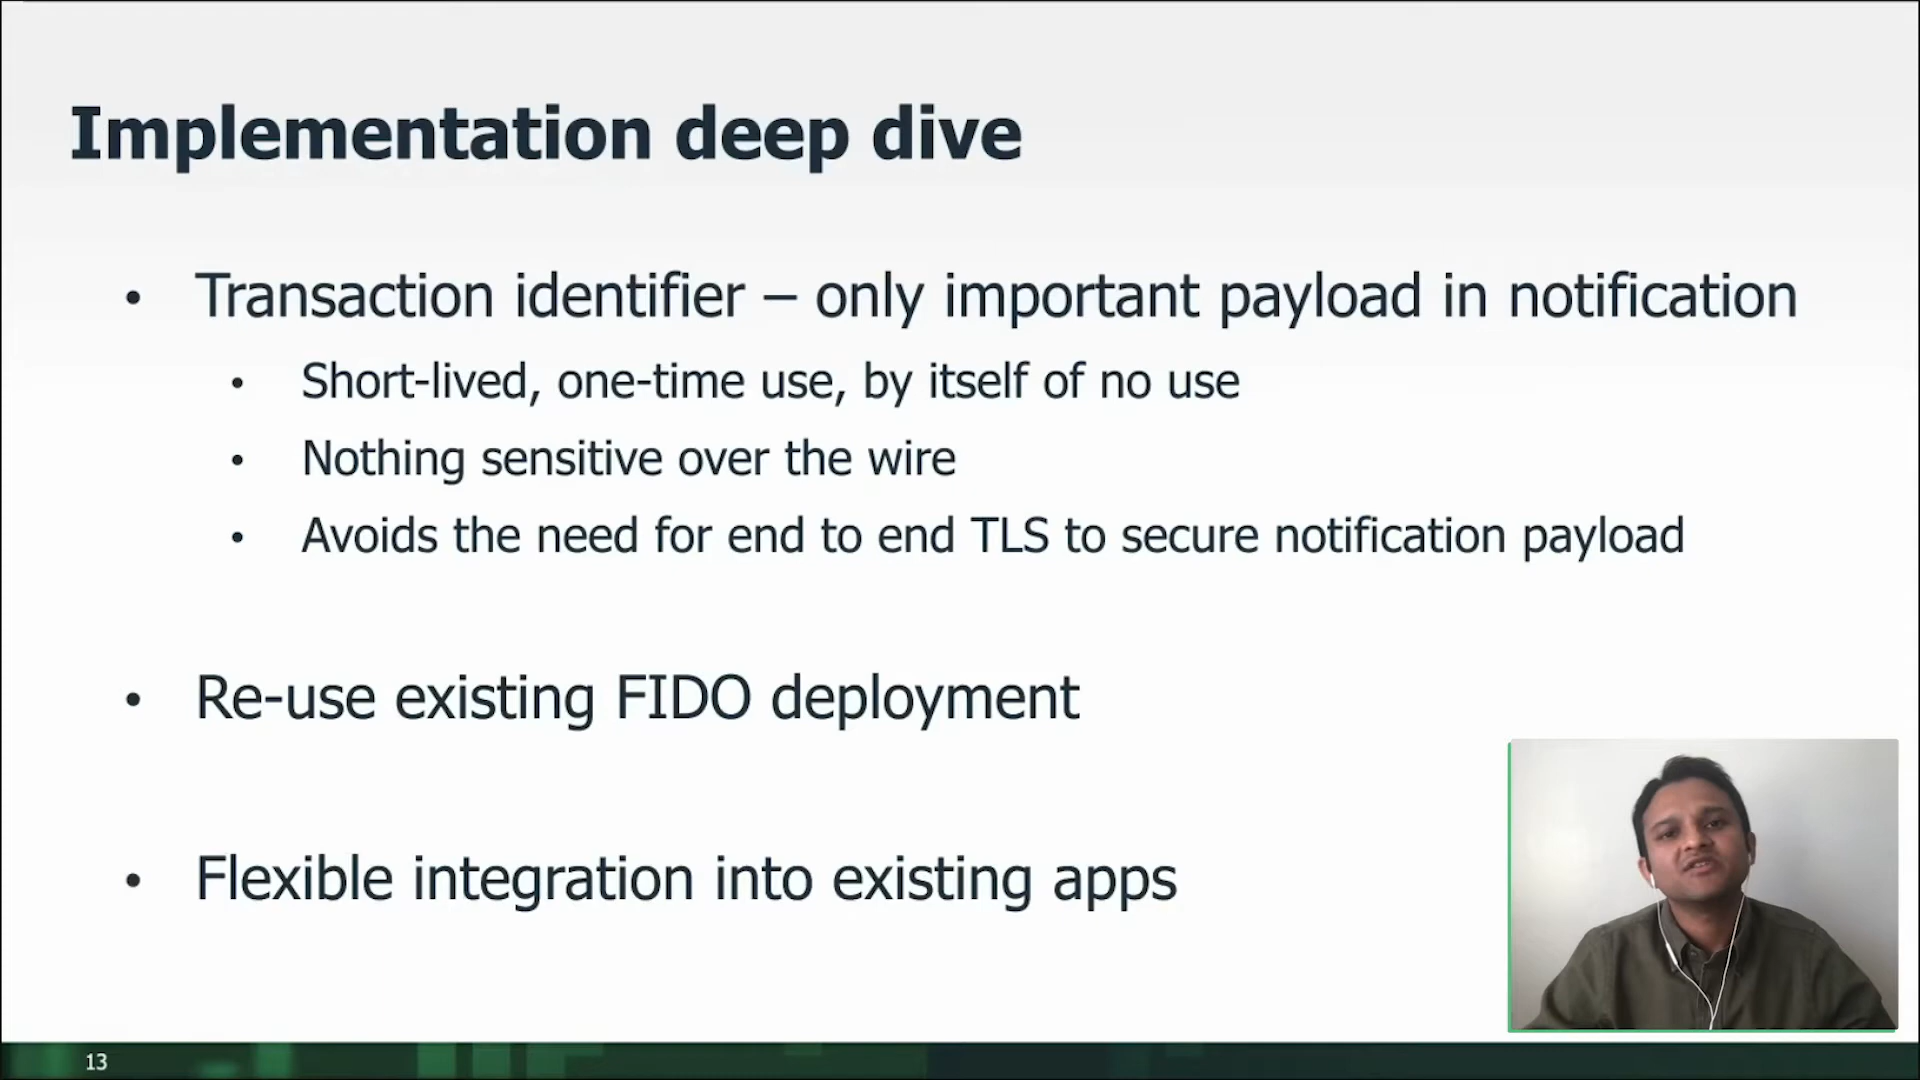 Implementation deep dive
• Transaction identifier – only important payload in notification
• Short-lived, one-time use, by itself of no use
• Nothing sensitive over the wire
• Avoids the need for end to end TLS to secure notification payload
• Re-use existing FIDO deployment
• Flexible integration into existing apps
13